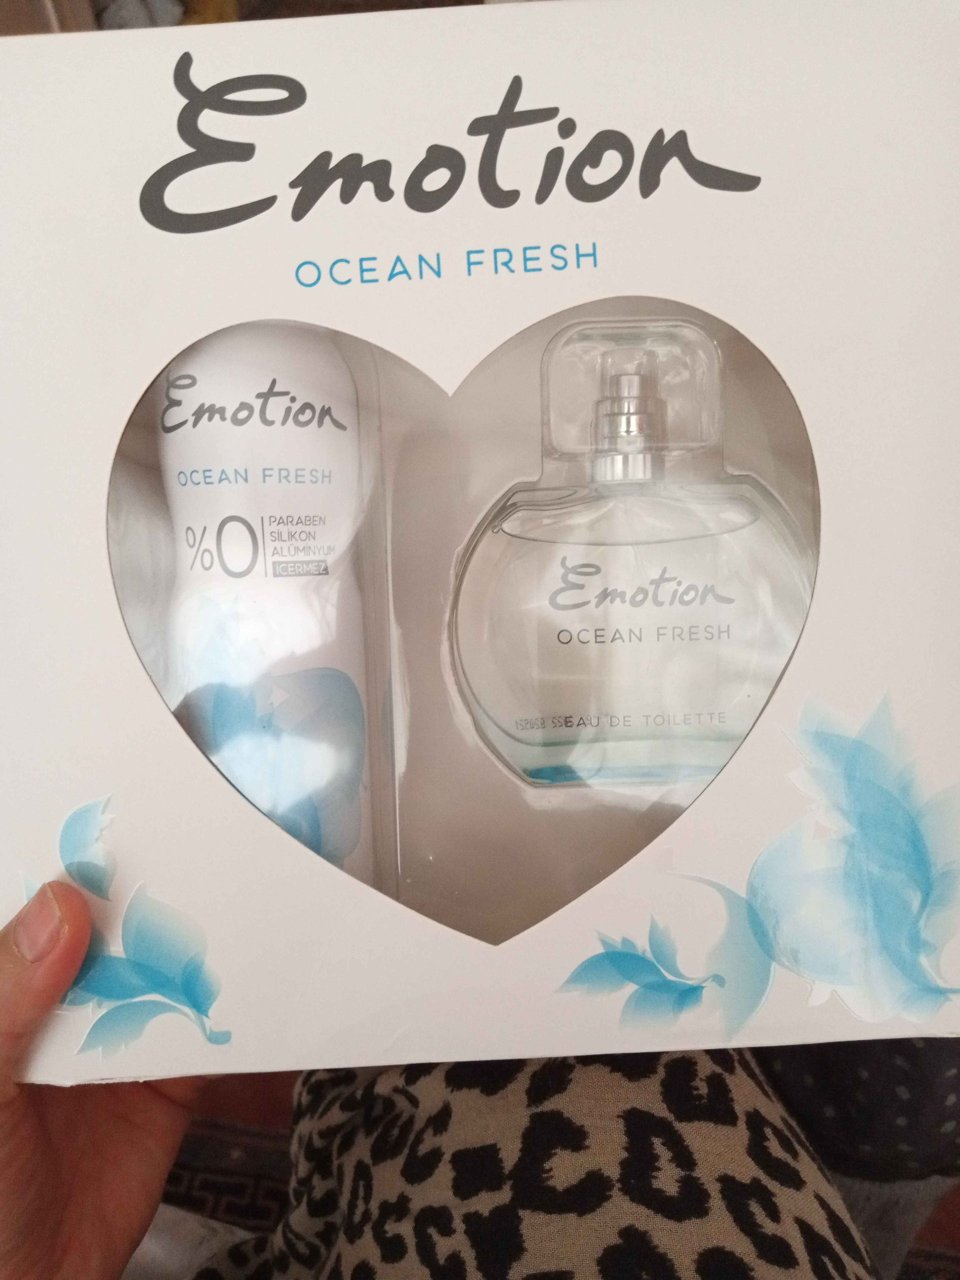 Emotion
OCEAN FRESH
Emotion
OCEAN FRESH
%0
PARABEN
SİLİKON
ALÜMİNYUM
İÇERMEZ
Emotion
OCEAN FRESH
EAU DE TOILETTE